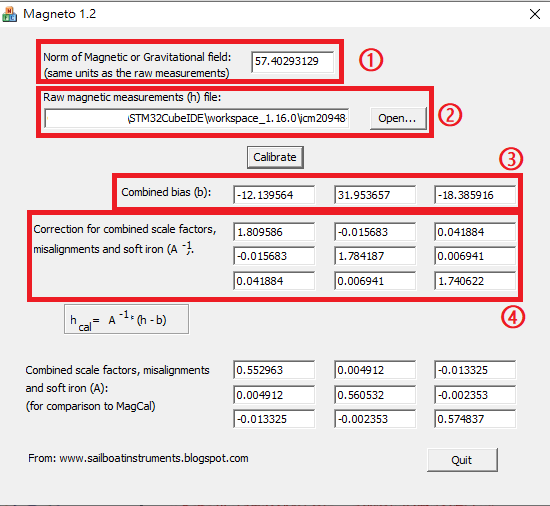 Magneto 1.2
Norm of Magnetic or Gravitational field:
(same units as the raw measurements)
57.40293129
①
Raw magnetic measurements (h) file:
\STM32CubeIDE\workspace_1.16.0\icm20948
Open...
②
Calibrate
③
Combined bias (b):
-12.139564 31.953657 -18.385916
Correction for combined scale factors,
misalignments and soft iron (A -1):
1.809586 -0.015683 0.041884
-0.015683 1.784187 0.006941
0.041884 0.006941 1.740622
④
h cal = A -1 * (h - b)
Combined scale factors, misalignments
and soft iron (A):
(for comparison to MagCal)
0.552963 0.004912 -0.013325
0.004912 0.560532 -0.002353
-0.013325 -0.002353 0.574837
From: www.sailboatinstruments.blogspot.com
Quit